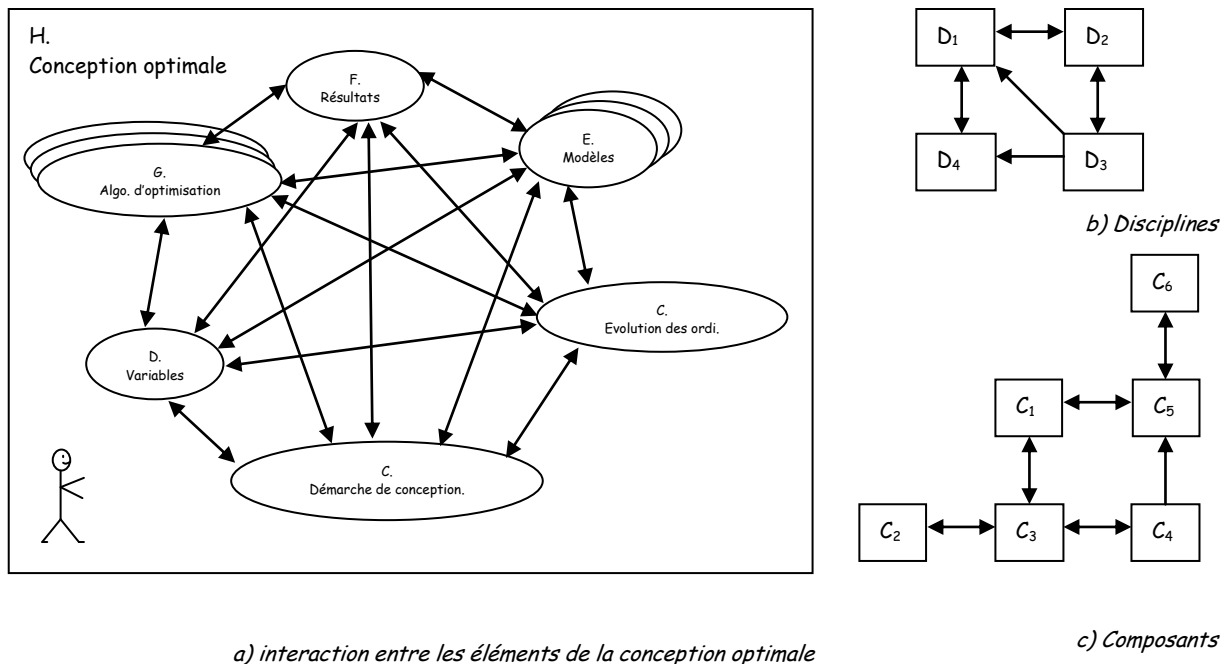 H.
Conception optimale
F.
Résultats
E.
Modèles
G.
Algo. d'optimisation
C.
Evolution des ordi.
D.
Variables
C.
Démarche de conception.
a) interaction entre les éléments de la conception optimale
D₁ D₂
D₄ D₃
b) Disciplines
C₆
C₁ C₅
C₂ C₃ C₄
c) Composants